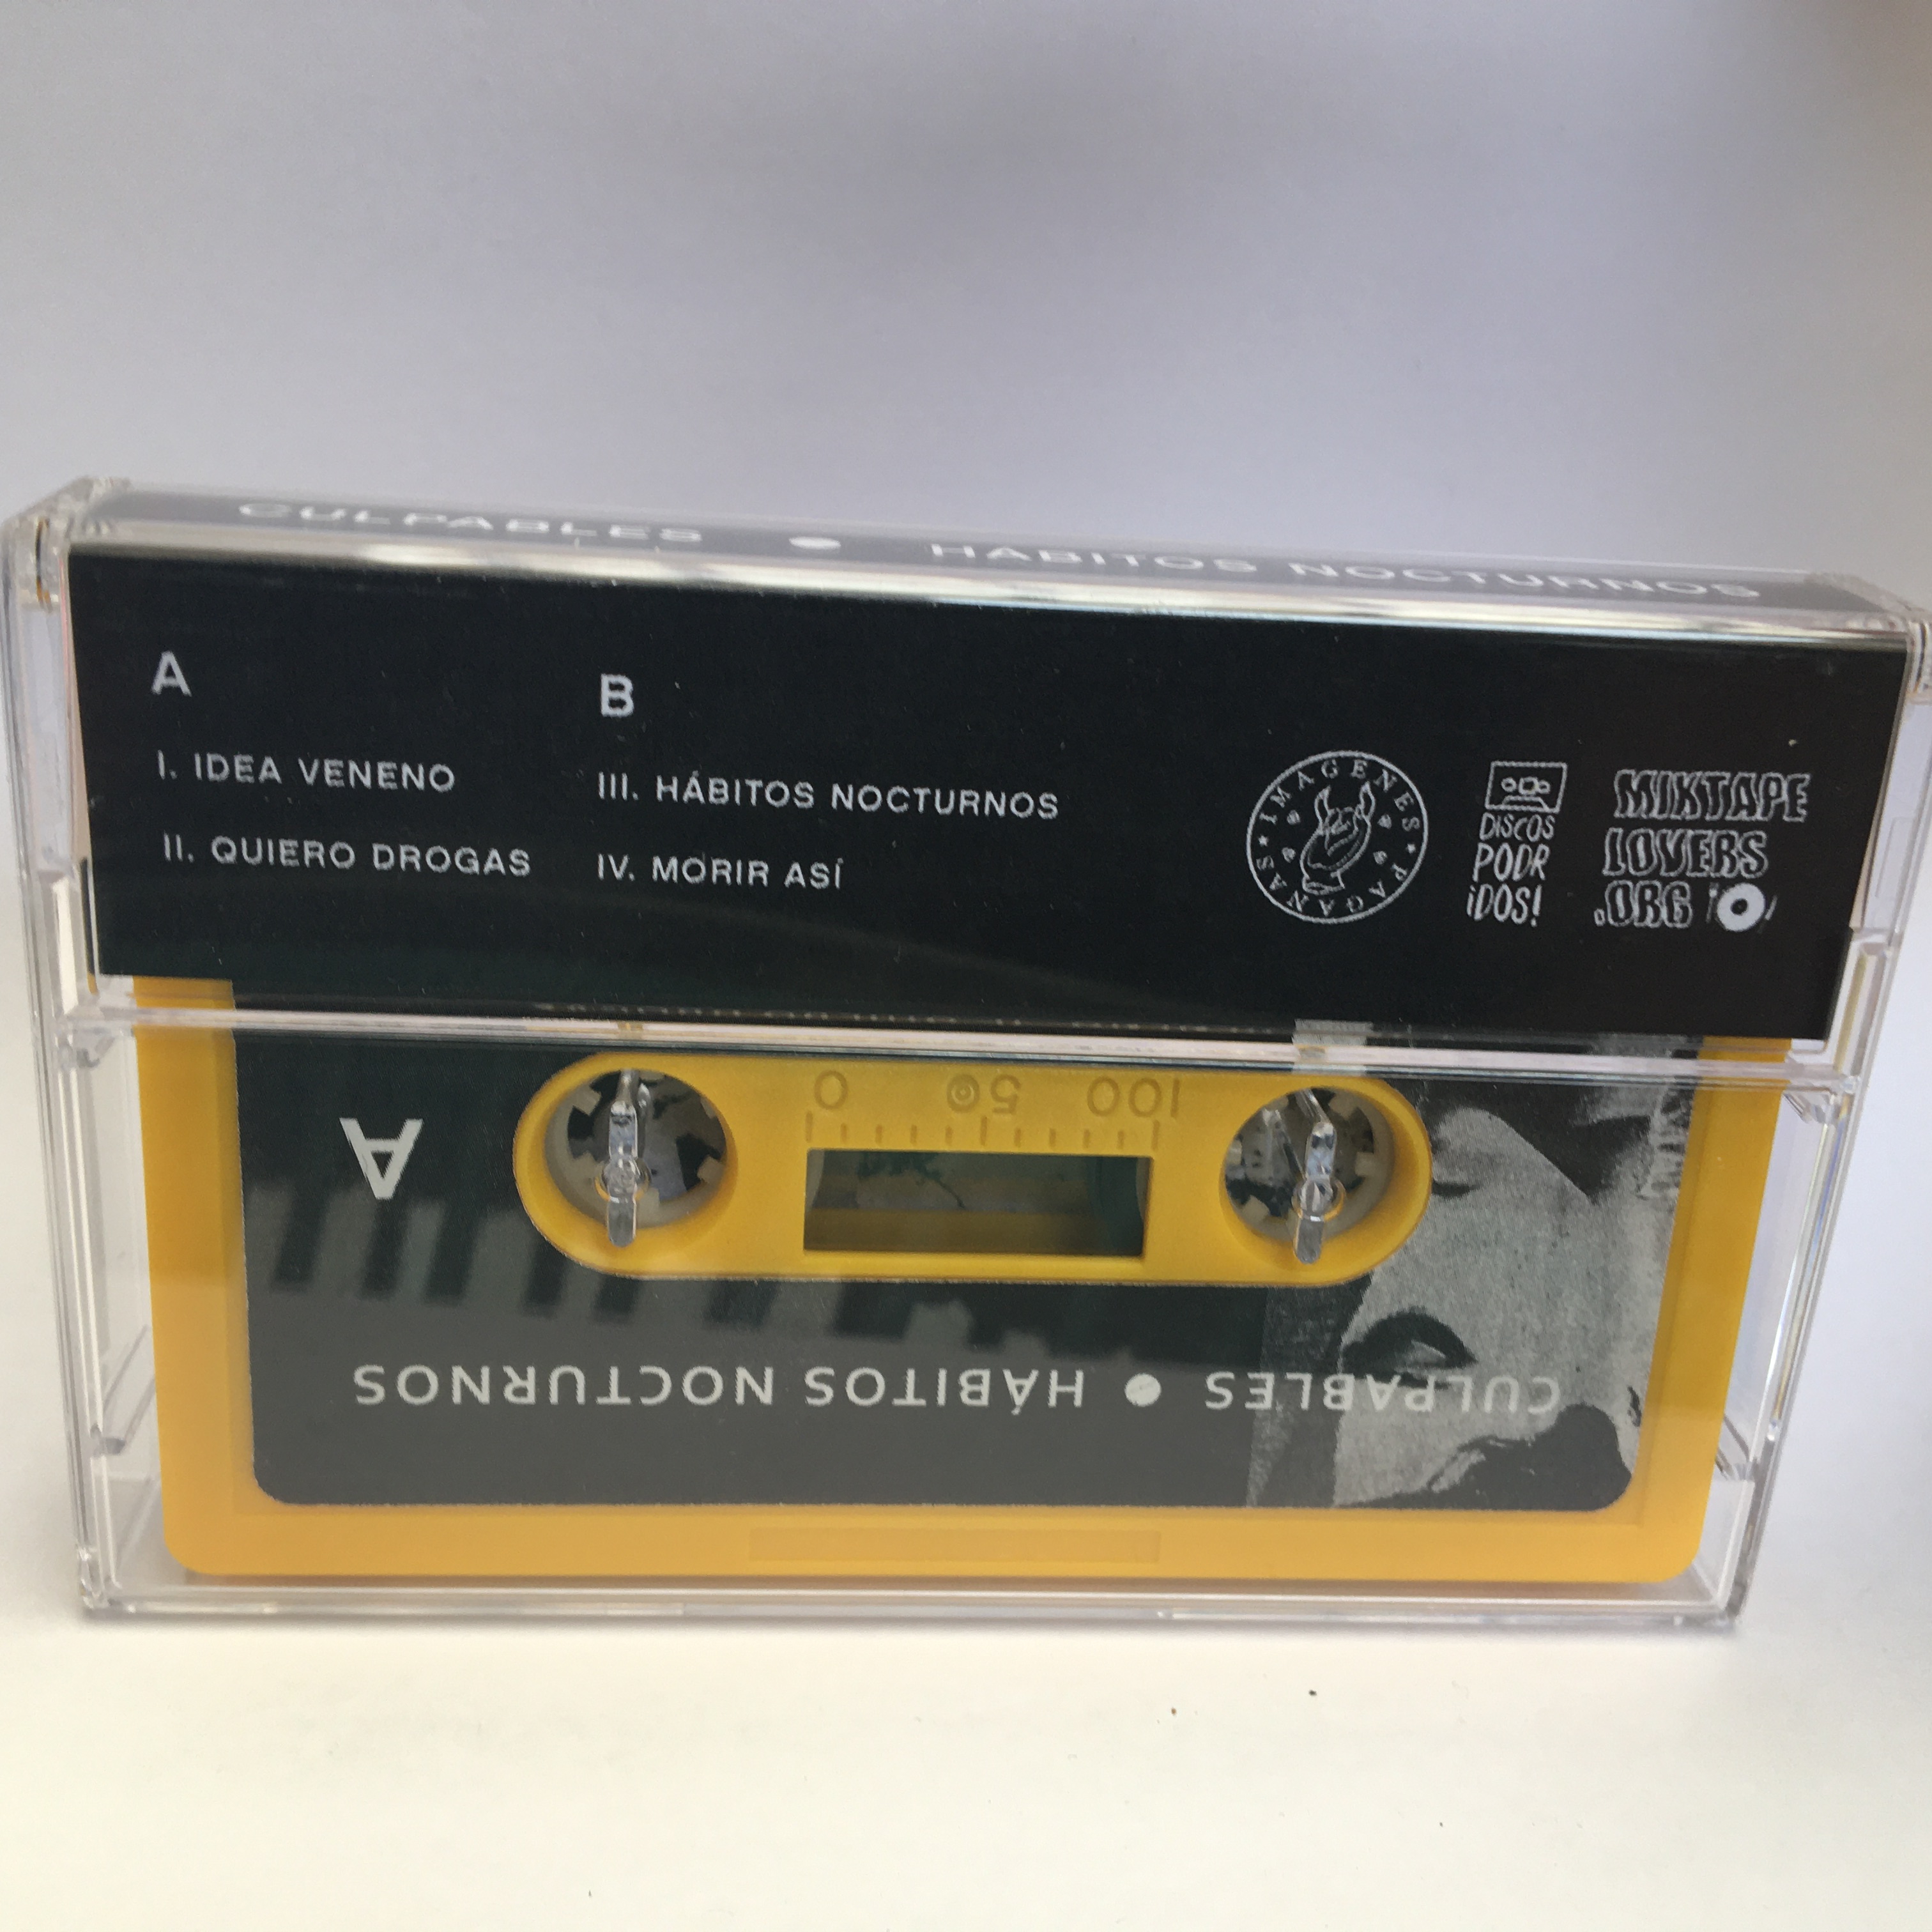 CULPABLES ● HÁBITOS NOCTURNOS
A
I. IDEA VENENO
II. QUIERO DROGAS
B
III. HÁBITOS NOCTURNOS
IV. MORIR ASÍ
IMAGENES PAGANAS
DISCOS
PODR
iDOS!
MIXTAPE
LOVERS
.ORG
0 50 100
A
CULPABLES ● HÁBITOS NOCTURNOS